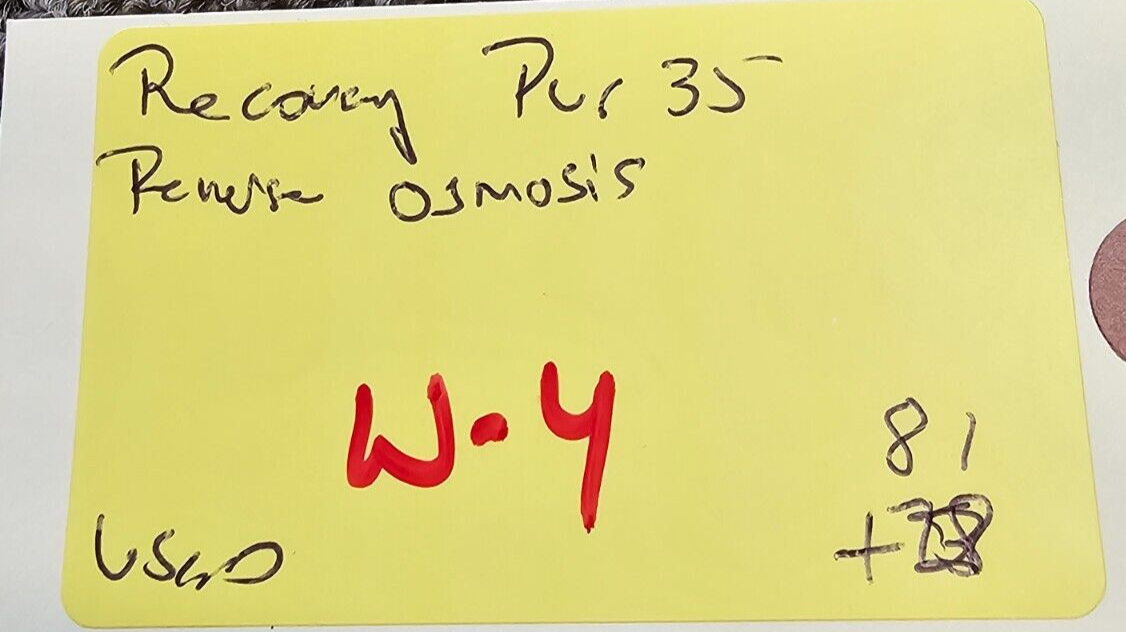 Recovery Pur 35
Reverse osmosis
W-4
81
USED